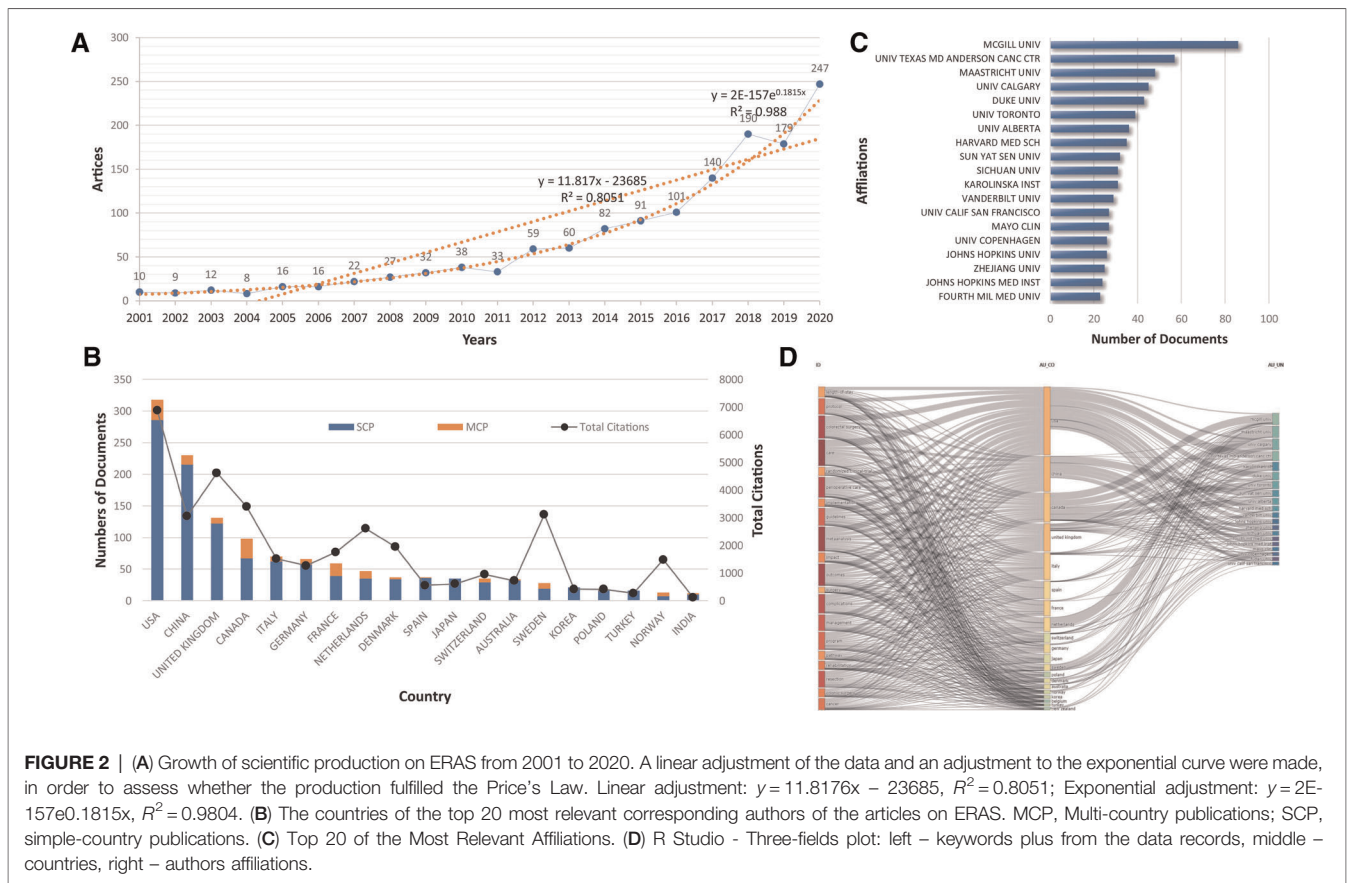 A
300
250
200
150
100
50
0
Artices
10
9
12
8
16
16
22
27
32
38
33
59
60
82
91
101
140
190
179
247
y = 2E-157e0.1815x
R² = 0.988
y = 11.817x - 23685
R² = 0.8051
2001 2002 2003 2004 2005 2006 2007 2008 2009 2010 2011 2012 2013 2014 2015 2016 2017 2018 2019 2020
Years
C
Affliations
MCGILL UNIV
UNIV TEXAS MD ANDERSON CANC CTR
MAASTRICHT UNIV
UNIV CALGARY
DUKE UNIV
UNIV TORONTO
UNIV ALBERTA
HARVARD MED SCH
SUN YAT SEN UNIV
SICHUAN UNIV
KAROLINSKA INST
VANDERBILT UNIV
UNIV CALIF SAN FRANCISCO
MAYO CLIN
UNIV COPENHAGEN
JOHNS HOPKINS UNIV
ZHEJIANG UNIV
JOHNS HOPKINS MED INST
FOURTH MIL MED UNIV
0 20 40 60 80 100
Number of Documents
B
350
300
250
200
150
100
50
0
Numbers of Documents
SCP
MCP
Total Citations
8000
7000
6000
5000
4000
3000
2000
1000
0
Total Citations
USA
CHINA
UNITED KINGDOM
CANADA
ITALY
GERMANY
FRANCE
NETHERLANDS
DENMARK
SPAIN
JAPAN
SWITZERLAND
AUSTRALIA
SWEDEN
KOREA
POLAND
TURKEY
NORWAY
INDIA
Country
D
ID
AU_CO
AU_UN
united kingdom
italy
spain
france
netherlands
switzerland
germany
japan
FIGURE 2 | (A) Growth of scientific production on ERAS from 2001 to 2020. A linear adjustment of the data and an adjustment to the exponential curve were made,
in order to assess whether the production fulfilled the Price's Law. Linear adjustment: y = 11.8176x – 23685, R² = 0.8051; Exponential adjustment: y = 2E-
157e0.1815x, R² = 0.9804. (B) The countries of the top 20 most relevant corresponding authors of the articles on ERAS. MCP, Multi-country publications; SCP,
simple-country publications. (C) Top 20 of the Most Relevant Affiliations. (D) R Studio - Three-fields plot: left – keywords plus from the data records, middle –
countries, right – authors affiliations.